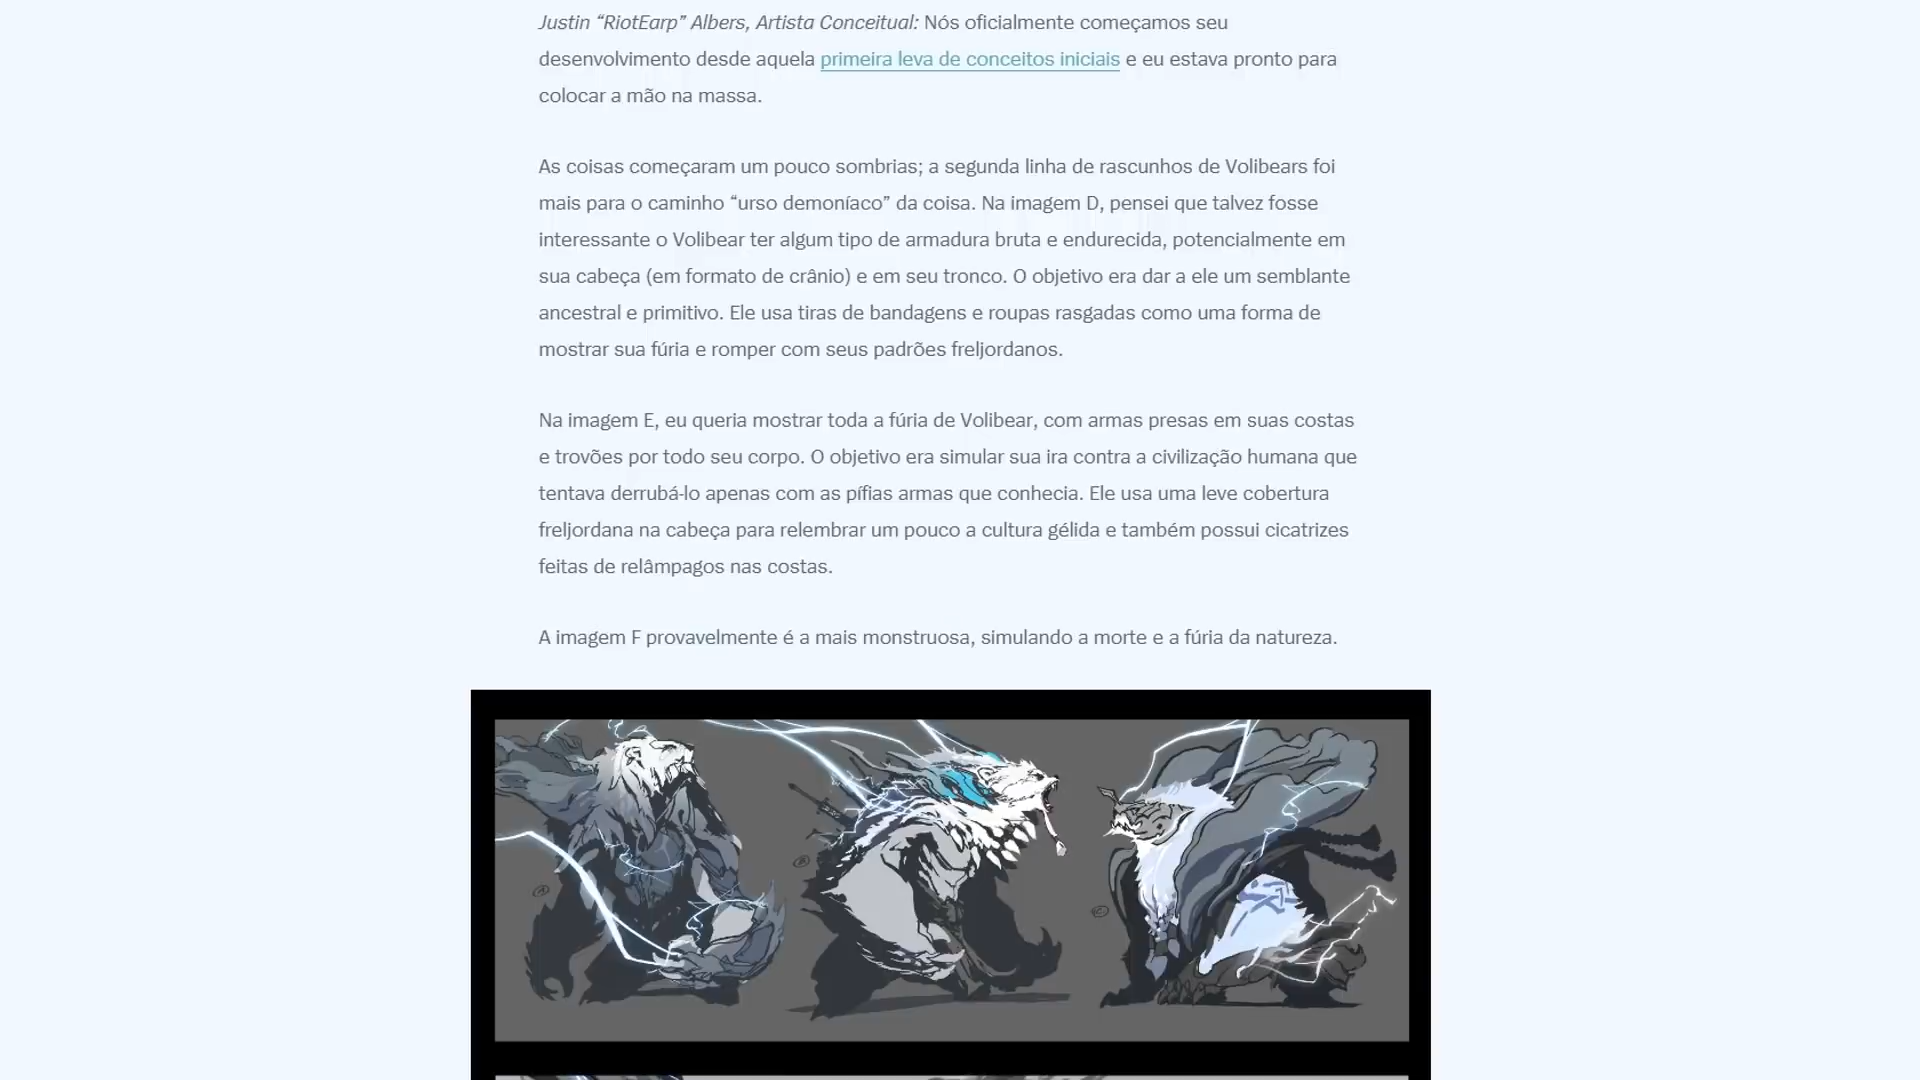 Justin “RiotEarp” Albers, Artista Conceitual: Nós oficialmente começamos seu
desenvolvimento desde aquela primeira leva de conceitos iniciais e eu estava pronto para
colocar a mão na massa.
As coisas começaram um pouco sombrias; a segunda linha de rascunhos de Volibears foi
mais para o caminho “urso demoníaco” da coisa. Na imagem D, pensei que talvez fosse
interessante o Volibear ter algum tipo de armadura bruta e endurecida, potencialmente em
sua cabeça (em formato de crânio) e em seu tronco. O objetivo era dar a ele um semblante
ancestral e primitivo. Ele usa tiras de bandagens e roupas rasgadas como uma forma de
mostrar sua fúria e romper com seus padrões freljordanos.
Na imagem E, eu queria mostrar toda a fúria de Volibear, com armas presas em suas costas
e trovões por todo seu corpo. O objetivo era simular sua ira contra a civilização humana que
tentava derrubá-lo apenas com as pífias armas que conhecia. Ele usa uma leve cobertura
freljordana na cabeça para relembrar um pouco a cultura gélida e também possui cicatrizes
feitas de relâmpagos nas costas.
A imagem F provavelmente é a mais monstruosa, simulando a morte e a fúria da natureza.
A
B
C